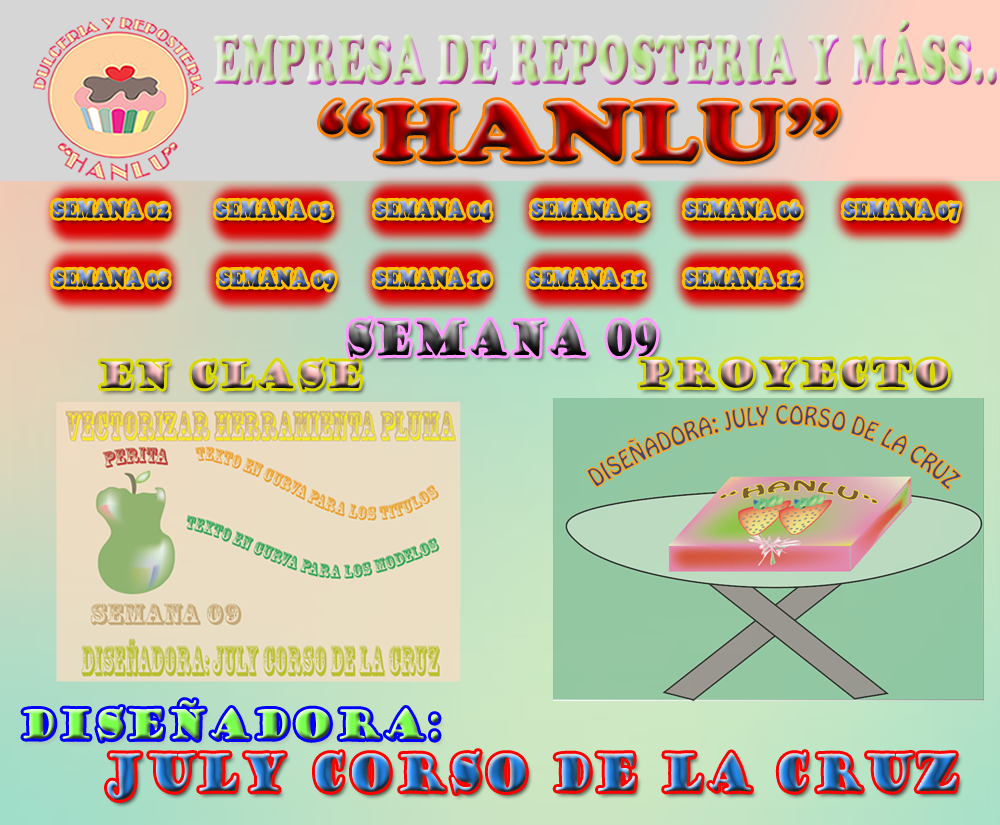 DULCERIA Y REPOSTERIA
"HANLU"
EMPRESA DE REPOSTERIA Y MÁSS..
"HANLU"
SEMANA 02 SEMANA 03 SEMANA 04 SEMANA 05 SEMANA 06 SEMANA 07
SEMANA 08 SEMANA 09 SEMANA 10 SEMANA 11 SEMANA 12
SEMANA 09
EN CLASE
VECTORIZAR HERRAMIENTA PLUMA
PERITA
TEXTO EN CURVA PARA LOS TITULOS
TEXTO EN CURVA PARA LOS MODELOS
SEMANA 09
DISEÑADORA: JULY CORSO DE LA CRUZ
PROYECTO
DISEÑADORA: JULY CORSO DE LA CRUZ
"HANLU"
DISEÑADORA:
JULY CORSO DE LA CRUZ